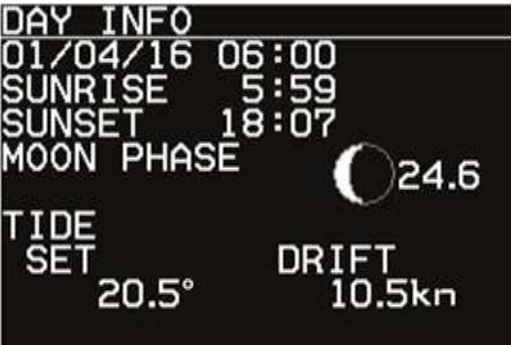 DAY INFO
01/04/16 06:00
SUNRISE 5:59
SUNSET 18:07
MOON PHASE
24.6
TIDE
SET DRIFT
20.5° 10.5kn